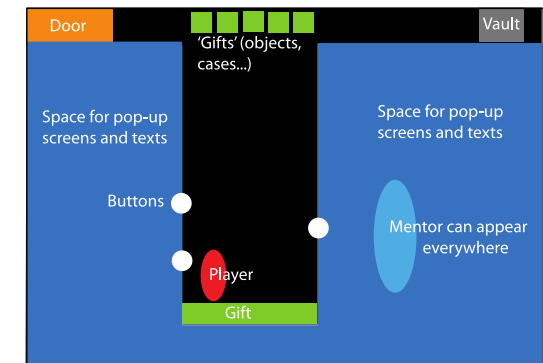 Door
'Gifts' (objects,
cases...)
Vault
Space for pop-up
screens and texts
Space for pop-up
screens and texts
Buttons
Mentor can appear
everywhere
Player
Gift